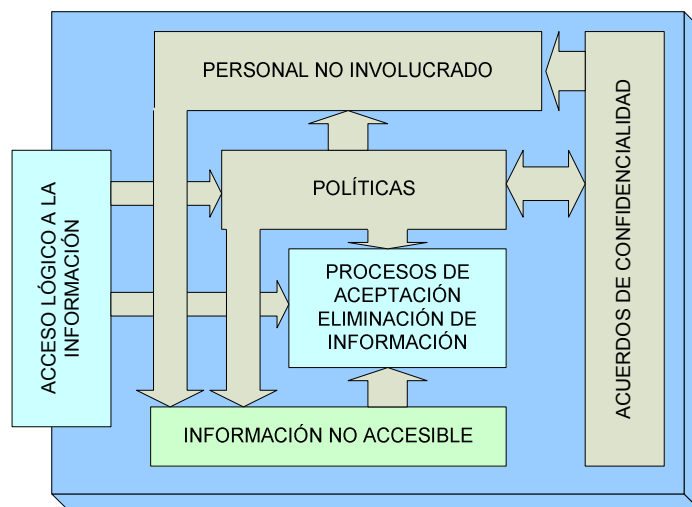 PERSONAL NO INVOLUCRADO
POLÍTICAS
ACCESO LÓGICO A LA
INFORMACIÓN
PROCESOS DE
ACEPTACIÓN
ELIMINACIÓN DE
INFORMACIÓN
INFORMACIÓN NO ACCESIBLE
ACUERDOS DE CONFIDENCIALIDAD